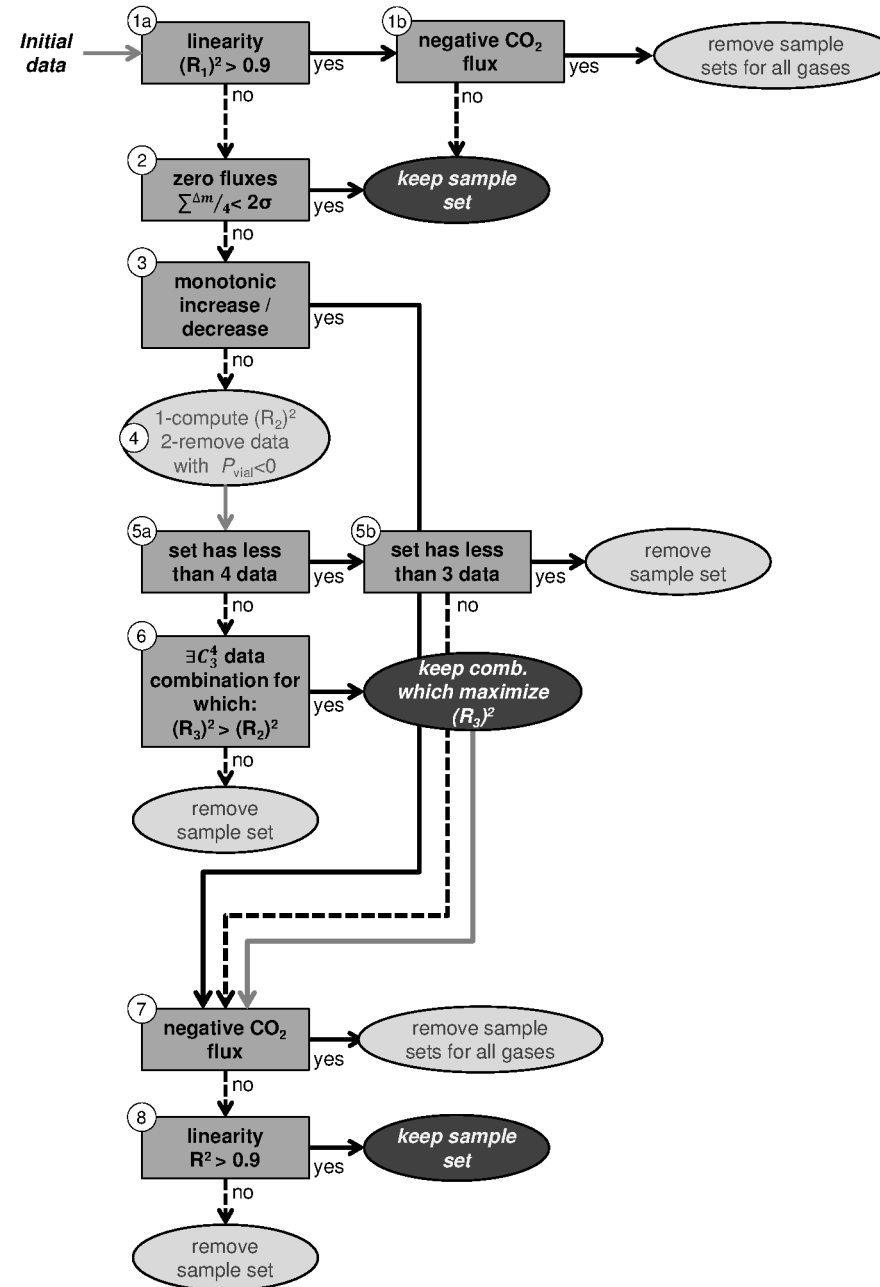 Initial
data
1a
linearity
(R₁)² > 0.9
yes
no
1b
negative CO₂
flux
yes
no
remove sample
sets for all gases
2
zero fluxes
∑ᐞᵐ/₄< 2σ
yes
no
keep sample
set
3
monotonic
increase /
decrease
yes
no
4
1-compute (R₂)²
2-remove data
with P_vial<0
5a
set has less
than 4 data
yes
no
5b
set has less
than 3 data
yes
no
remove
sample set
6
∃C₃⁴ data
combination for
which:
(R₃)² > (R₂)²
yes
no
keep comb.
which maximize
(R₃)²
remove
sample set
7
negative CO₂
flux
yes
no
remove sample
sets for all gases
8
linearity
R² > 0.9
yes
no
keep sample
set
remove
sample set